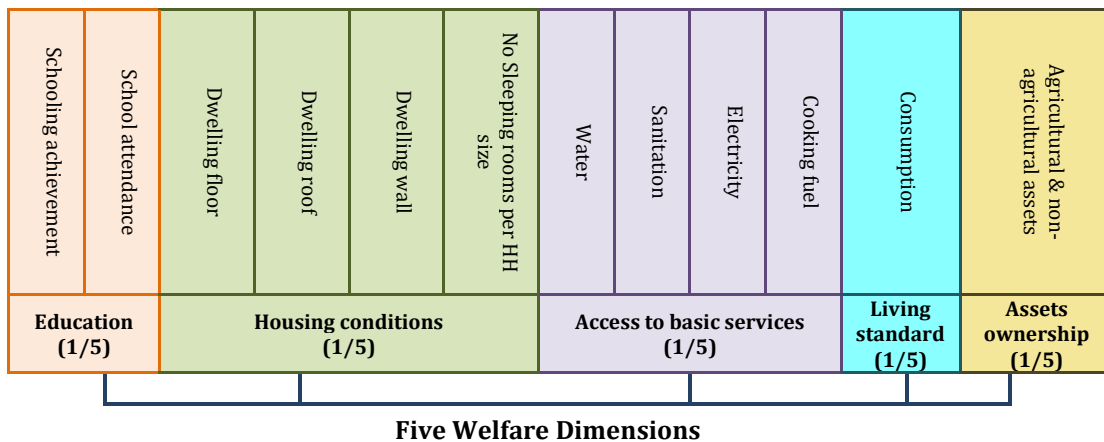 Schooling achievement
School attendance
Dwelling floor
Dwelling roof
Dwelling wall
No Sleeping rooms per HH
size
Water
Sanitation
Electricity
Cooking fuel
Consumption
Agricultural & non-
agricultural assets
Education
(1/5)
Housing conditions
(1/5)
Access to basic services
(1/5)
Living
standard
(1/5)
Assets
ownership
(1/5)
Five Welfare Dimensions